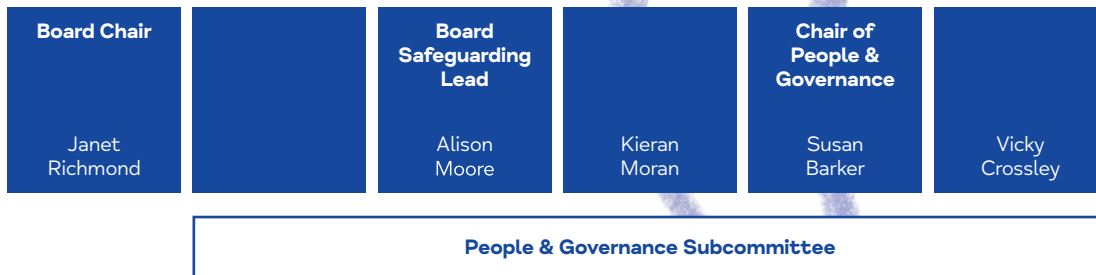 Board Chair
Janet
Richmond
Board
Safeguarding
Lead
Alison
Moore
Kieran
Moran
Chair of
People &
Governance
Susan
Barker
Vicky
Crossley
People & Governance Subcommittee